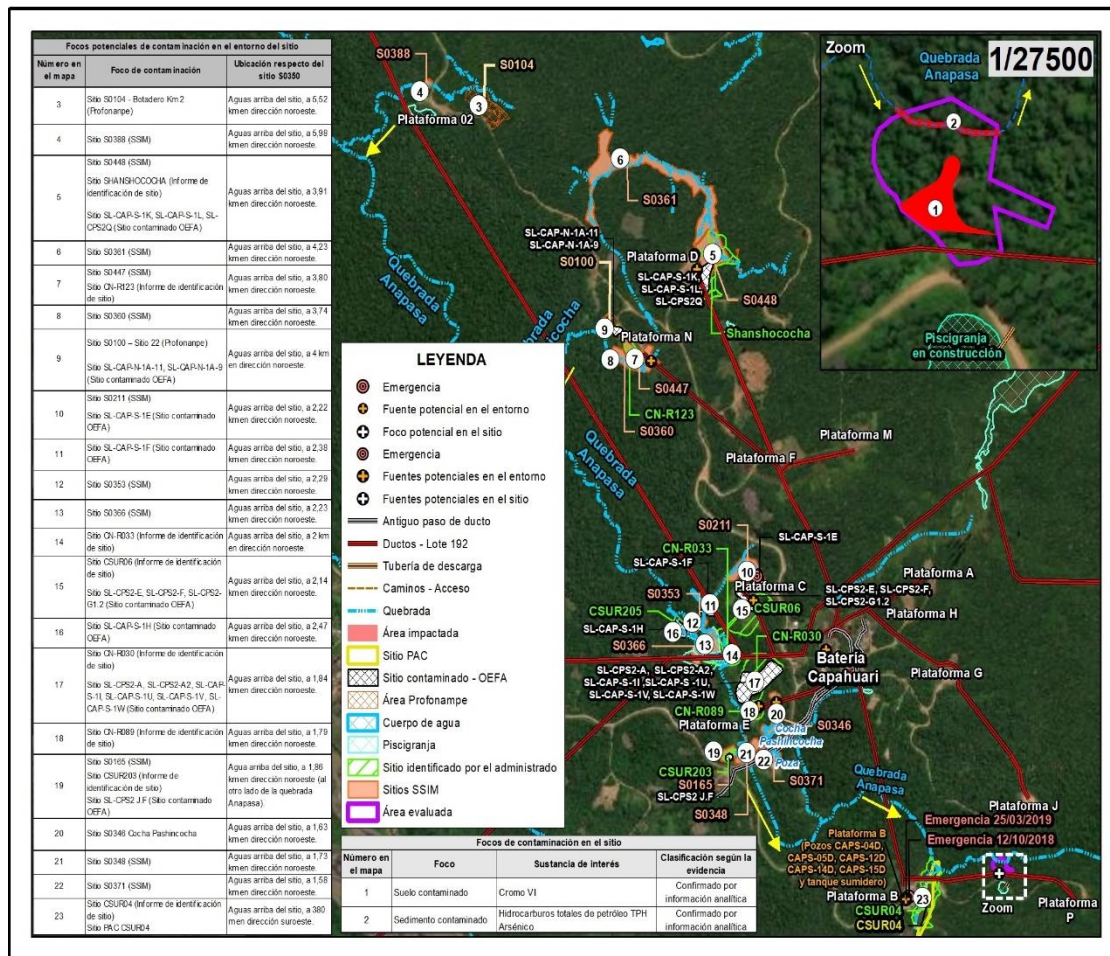 Focos potenciales de contaminación en el entorno del sitio
Número en el mapa
Foco de contaminación
Ubicación respecto del sitio S0350
3
Sitio S0104 - Botadero Km2 (Profonanpe)
Aguas arriba del sitio, a 5,52 kmen dirección noroeste.
4
Sitio S0388 (SSIM)
Aguas arriba del sitio, a 5,98 kmen dirección noroeste.
5
Sitio S0448 (SSIM)
Sitio SHANSHOCOCHA (Informe de identificación de sitio)
Sitio SL-CAP-S-1K, SL-CAP-S-1L, SL-CPS2Q (Sitio contaminado OEFA)
Aguas arriba del sitio, a 3,91 kmen dirección noroeste.
6
Sitio S0361 (SSIM)
Aguas arriba del sitio, a 4,23 kmen dirección noroeste.
7
Sitio S0447 (SSIM)
Sitio CN-R123 (Informe de identificación de sitio)
Aguas arriba del sitio, a 3,80 kmen dirección noroeste.
8
Sitio S0360 (SSIM)
Aguas arriba del sitio, a 3,74 kmen dirección noroeste.
9
Sitio S0100 – Sitio 22 (Profonanpe)
Sitio SL-CAP-N-1A-11, SL-CAP-N-1A-9 (Sitio contaminado OEFA)
Aguas arriba del sitio, a 4 km en dirección noroeste.
10
Sitio S0211 (SSIM)
Sitio SL-CAP-S-1E (Sitio contaminado OEFA)
Aguas arriba del sitio, a 2,22 kmen dirección noroeste.
11
Sitio SL-CAP-S-1F (Sitio contaminado OEFA)
Aguas arriba del sitio, a 2,38 kmen dirección noroeste.
12
Sitio S0353 (SSIM)
Aguas arriba del sitio, a 2,29 kmen dirección noroeste.
13
Sitio S0366 (SSIM)
Aguas arriba del sitio, a 2,23 kmen dirección noroeste.
14
Sitio CN-R033 (Informe de identificación de sitio)
Aguas arriba del sitio, a 2 km en dirección noroeste.
15
Sitio CSUR06 (Informe de identificación de sitio)
Sitio SL-CPS2-E, SL-CPS2-F, SL-CPS2-G1.2 (Sitio contaminado OEFA)
Aguas arriba del sitio, a 2,14 kmen dirección noroeste.
16
Sitio SL-CAP-S-1H (Sitio contaminado OEFA)
Aguas arriba del sitio, a 2,47 kmen dirección noroeste.
17
Sitio CN-R030 (Informe de identificación de sitio)
Sitio SL-CPS2-A, SL-CPS2-A2, SL-CAP-S-1I, SL-CAP-S-1U, SL-CAP-S-1V, SL-CAP-S-1W (Sitio contaminado OEFA)
Aguas arriba del sitio, a 1,84 kmen dirección noroeste.
18
Sitio CN-R089 (Informe de identificación de sitio)
Aguas arriba del sitio, a 1,79 kmen dirección noroeste.
19
Sitio S0165 (SSIM)
Sitio CSUR203 (Informe de identificación de sitio)
Sitio SL-CPS2 J.F (Sitio contaminado OEFA)
Agua arriba del sitio, a 1,86 kmen dirección noroeste (al otro lado de la quebrada Anapasa).
20
Sitio S0346 Cocha Pashincocha
Aguas arriba del sitio, a 1,63 kmen dirección noroeste.
21
Sitio S0348 (SSIM)
Aguas arriba del sitio, a 1,73 kmen dirección noroeste.
22
Sitio S0371 (SSIM)
Aguas arriba del sitio, a 1,58 kmen dirección noroeste.
23
Sitio CSUR04 (Informe de identificación de sitio)
Sitio PAC CSUR04
Aguas arriba del sitio, a 380 men dirección suroeste.
S0388
S0104
4
3
Plataforma 02
Quebrada Anapasa
6
S0361
SL-CAP-N-1A-11
SL-CAP-N-1A-9
S0100
Plataforma D
5
SL-CAP-S-1K,
SL-CAP-S-1L,
SL-CPS2Q
S0448
Shanshococha
9
Plataforma N
8
7
S0447
CN-R123
S0360
Plataforma M
Plataforma F
Quebrada Anapasa
Zoom
Quebrada
Anapasa
1/27500
2
1
Piscigranja
en construcción
LEYENDA
Emergencia
Fuente potencial en el entorno
Foco potencial en el sitio
Emergencia
Fuentes potenciales en el entorno
Fuentes potenciales en el sitio
Antiguo paso de ducto
Ductos - Lote 192
Tubería de descarga
Caminos - Acceso
Quebrada
Área impactada
Sitio PAC
Sitio contaminado - OEFA
Área Profonampe
Cuerpo de agua
Piscigranja
Sitio identificado por el administrado
Sitios SSIM
Área evaluada
S0211
CN-R033
SL-CAP-S-1E
SL-CAP-S-1F
10
Plataforma C
S0353
11
15
CSUR06
SL-CPS2-E, SL-CPS2-F,
SL-CPS2-G1.2
Plataforma A
Plataforma H
CSUR205
12
SL-CAP-S-1H
16
S0366
13
14
CN-R030
Batería
Capahuari
Plataforma G
SL-CPS2-A, SL-CPS2-A2,
SL-CAP-S-1I, SL-CAP-S-1U,
SL-CAP-S-1V, SL-CAP-S-1W
17
CN-R089
18
20
S0346
Plataforma E
Cocha
Pashincocha
Poza
19
21
22
CSUR203
S0165
SL-CPS2 J.F
S0348
S0371
Quebrada
Anapasa
Plataforma J
Emergencia 25/03/2019
Emergencia 12/10/2018
Plataforma B
(Pozos CAPS-04D,
CAPS-05D, CAPS-12D
CAPS-14D, CAPS-15D
y tanque sumidero)
Plataforma B
23
CSUR04
CSUR04
Zoom
Plataforma
P
Focos de contaminación en el sitio
Número en el mapa
Foco
Sustancia de interés
Clasificación según la evidencia
1
Suelo contaminado
Cromo VI
Confirmado por información analítica
2
Sedimento contaminado
Hidrocarburos totales de petróleo TPH
Arsénico
Confirmado por información analítica